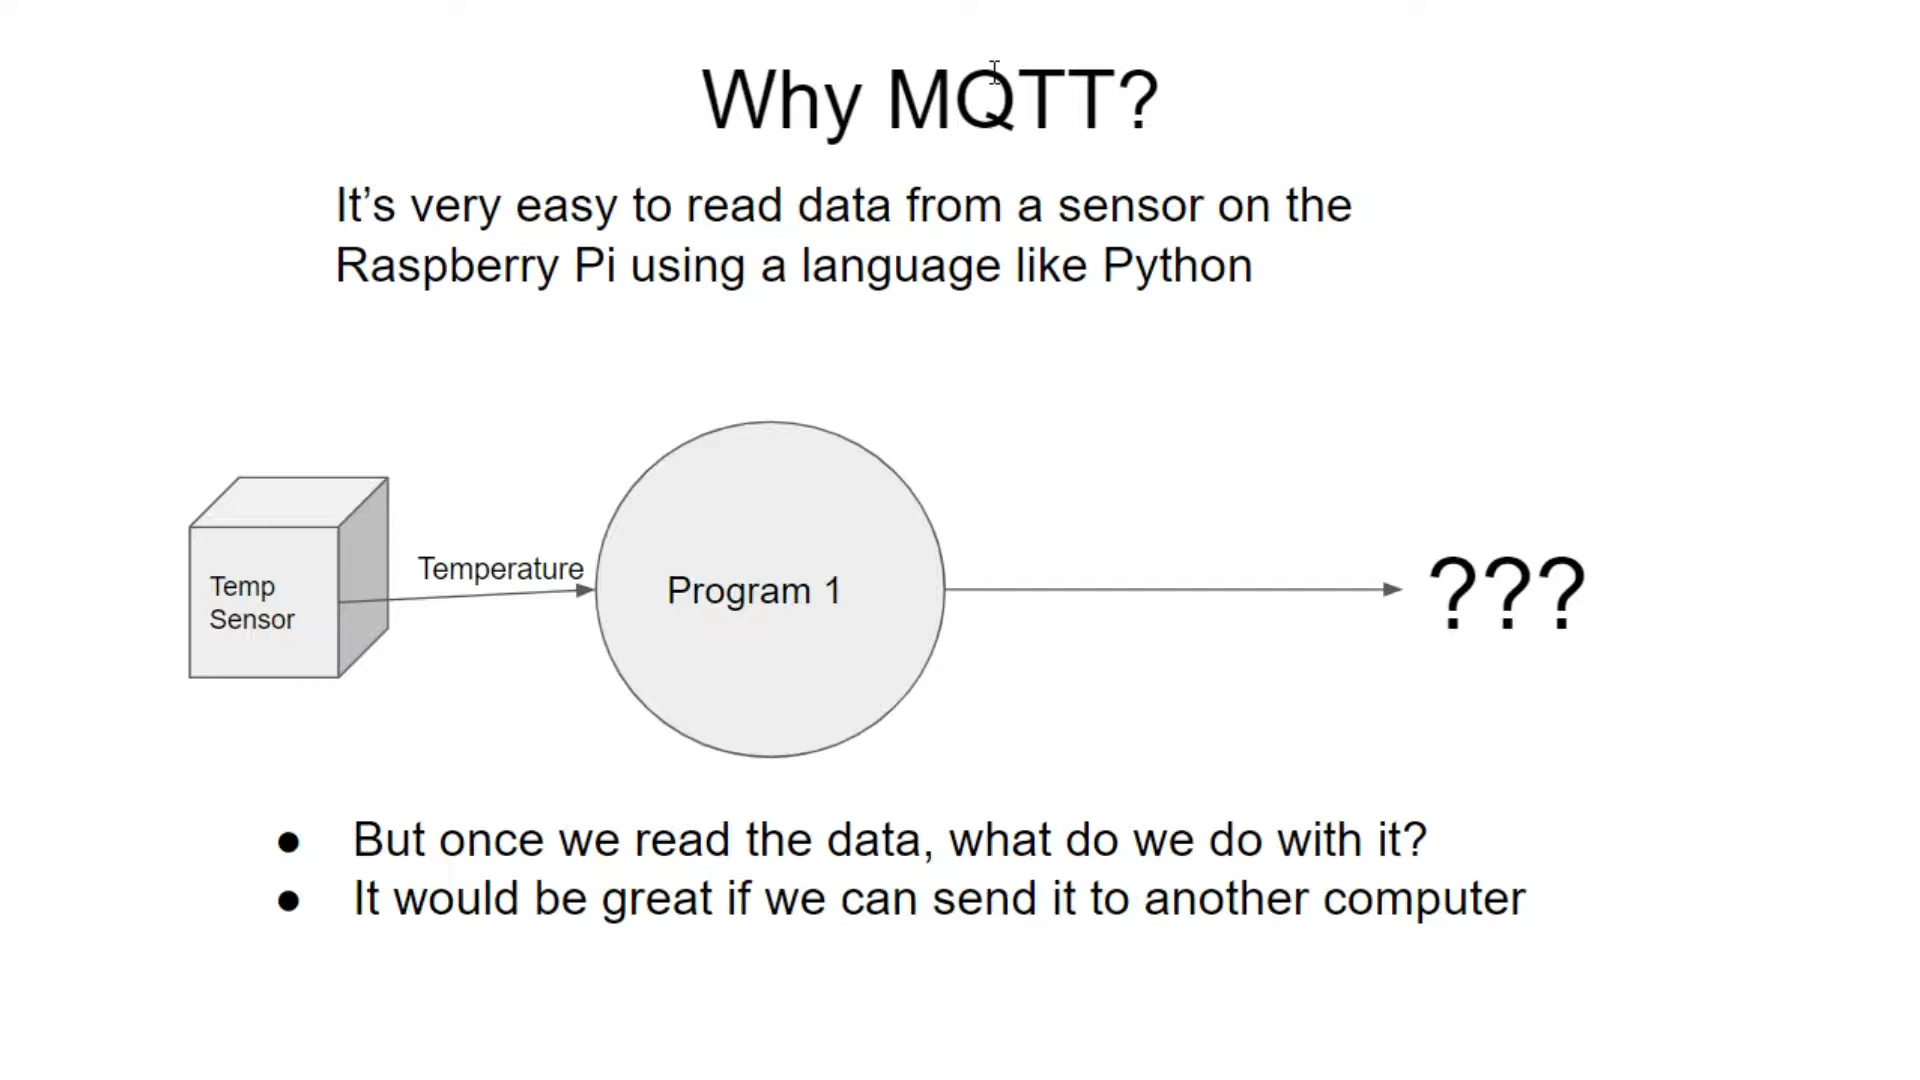 Why MQTT?
It’s very easy to read data from a sensor on the
Raspberry Pi using a language like Python
Temp
Sensor
Temperature
Program 1
???
● But once we read the data, what do we do with it?
● It would be great if we can send it to another computer